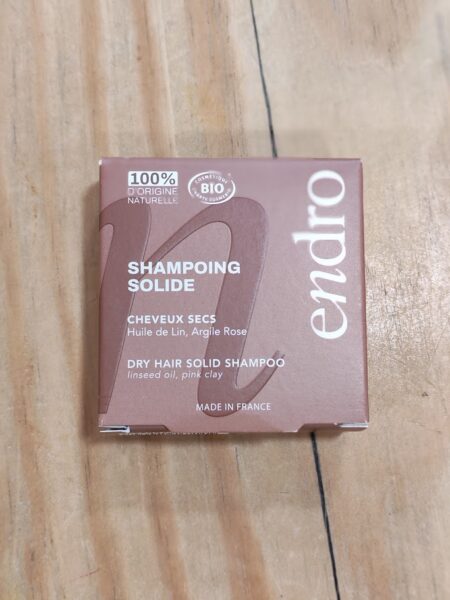 100%
D'ORIGINE
NATURELLE
COSMÉTIQUE
BIO
endro
SHAMPOING
SOLIDE
CHEVEUX SECS
Huile de Lin, Argile Rose
DRY HAIR SOLID SHAMPOO
linseed oil, pink clay
MADE IN FRANCE